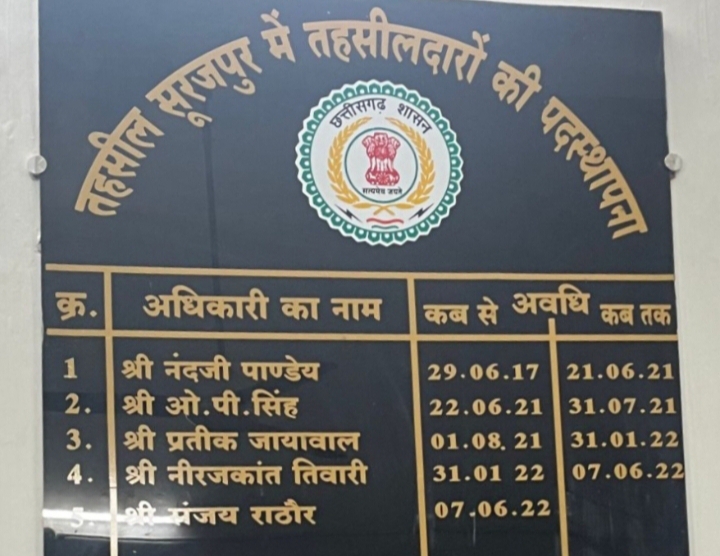 तहसील सूरजपुर में तहसीलदारों की पदस्थापना
छत्तीसगढ़ शासन
सत्यमेव जयते
क्र. अधिकारी का नाम कब से अवधि कब तक
1 श्री नंदजी पाण्डेय 29.06.17 21.06.21
2. श्री ओ.पी.सिंह 22.06.21 31.07.21
3. श्री प्रतीक जायावाल 01.08.21 31.01.22
4. श्री नीरजकांत तिवारी 31.01 22 07.06.22
5. श्री संजय राठौर 07.06.22